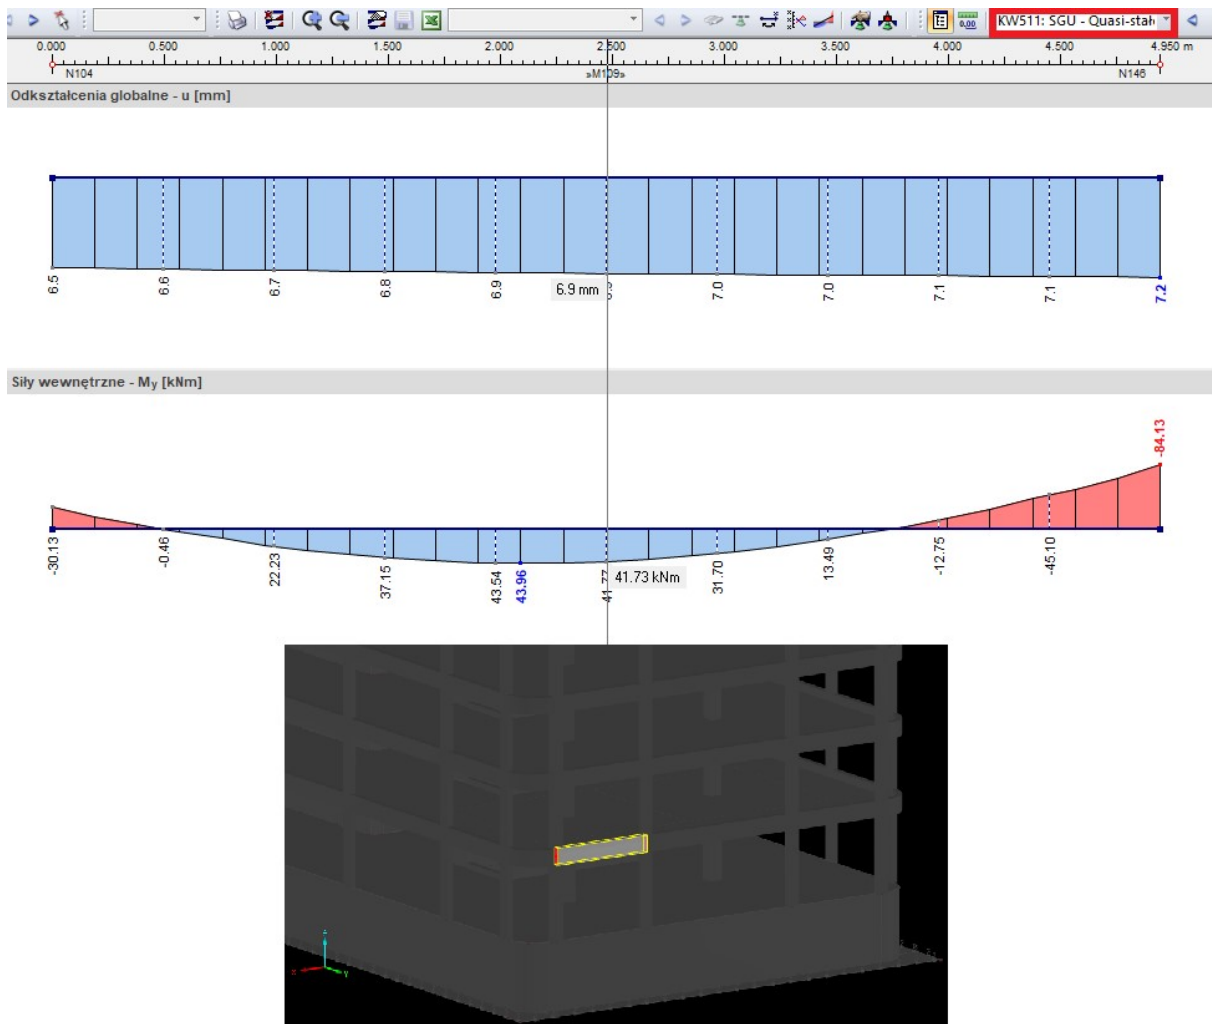 KW511: SGU - Quasi-stał
0.000 0.500 1.000 1.500 2.000 2.500 3.000 3.500 4.000 4.500 4.950 m
N104 »M109» N146
Odkształcenia globalne - u [mm]
6.5 6.6 6.7 6.8 6.9 6.9 mm 7.0 7.0 7.1 7.1 7.2
Siły wewnętrzne - My [kNm]
-84.13
-30.13 -0.46 22.23 37.15 43.54 43.96 41.73 kNm 31.70 13.49 -12.75 -45.10